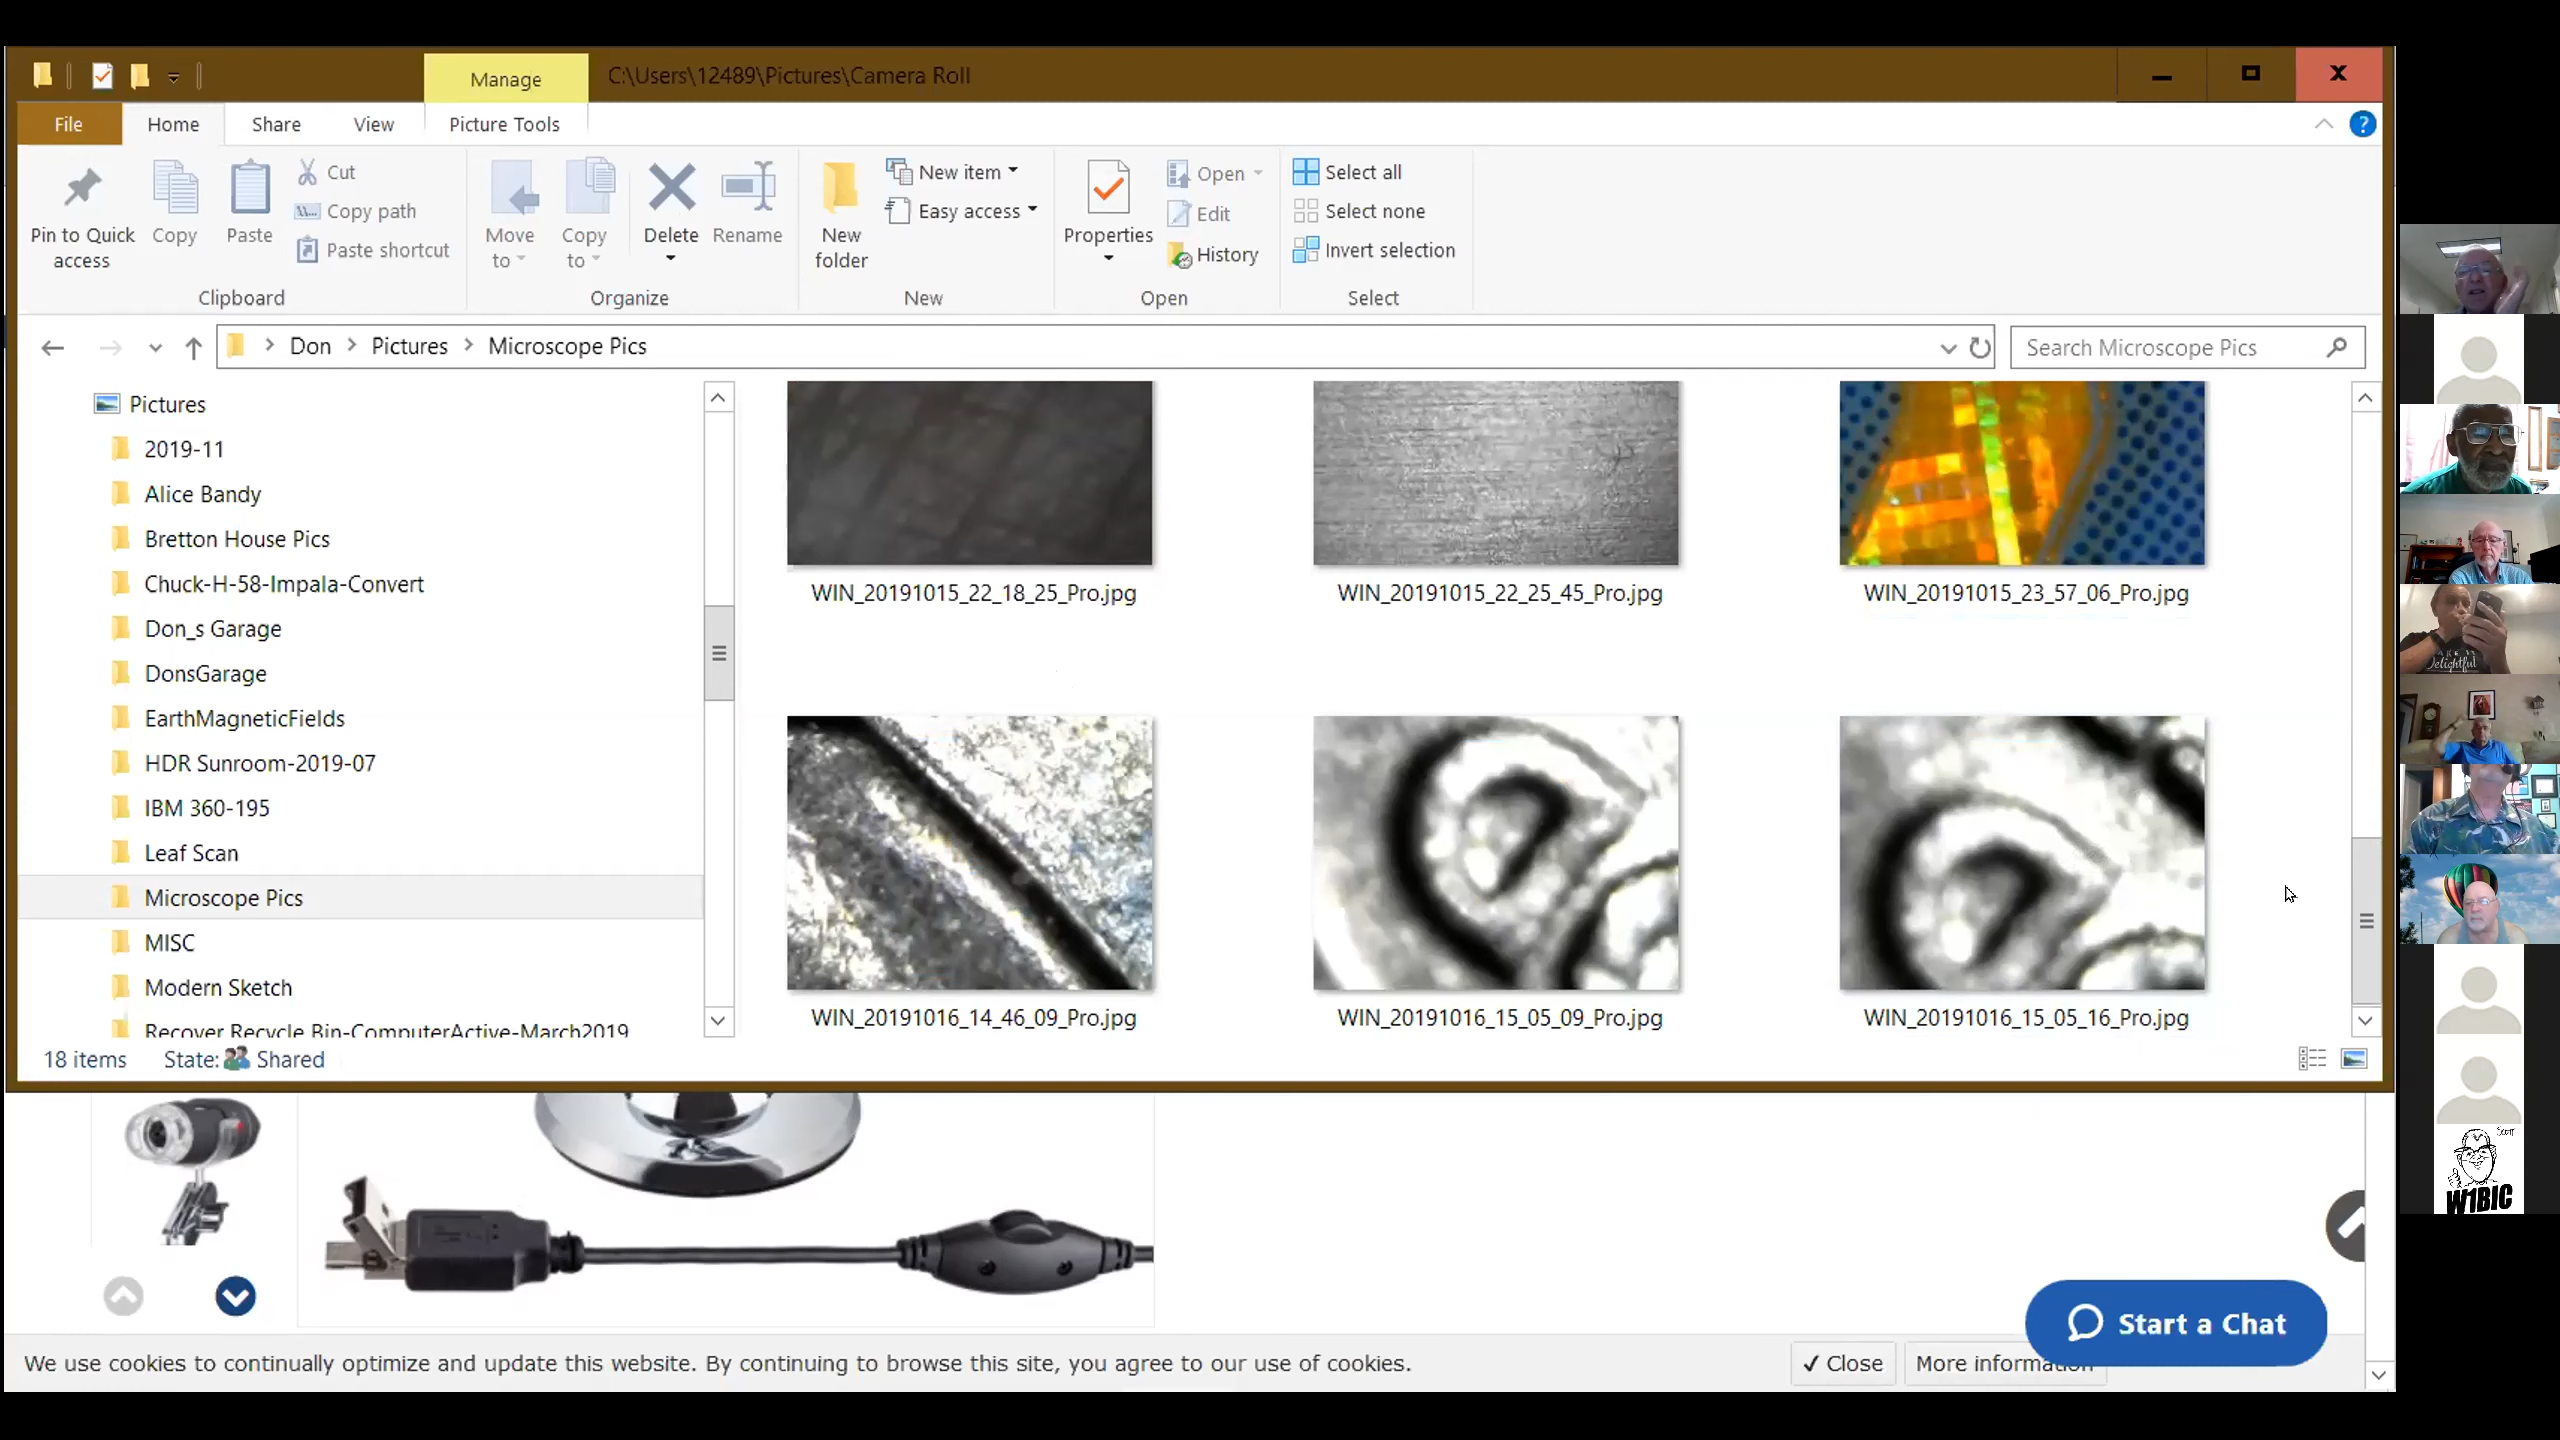 Manage C:\Users\12489\Pictures\Camera Roll
File Home Share View Picture Tools
Pin to Quick access
Copy
Paste
Cut
Copy path
Paste shortcut
Clipboard
Move to
Copy to
Delete
Rename
Organize
New folder
New item
Easy access
New
Properties
Open
Edit
History
Open
Select all
Select none
Invert selection
Select
Don Pictures Microscope Pics
Search Microscope Pics
Pictures
2019-11
Alice Bandy
Bretton House Pics
Chuck-H-58-Impala-Convert
Don_s Garage
DonsGarage
EarthMagneticFields
HDR Sunroom-2019-07
IBM 360-195
Leaf Scan
Microscope Pics
MISC
Modern Sketch
Recover Recycle Bin-ComputerActive-March2019
WIN_20191015_22_18_25_Pro.jpg
WIN_20191015_22_25_45_Pro.jpg
WIN_20191015_23_57_06_Pro.jpg
WIN_20191016_14_46_09_Pro.jpg
WIN_20191016_15_05_09_Pro.jpg
WIN_20191016_15_05_16_Pro.jpg
18 items State: Shared
Start a Chat
We use cookies to continually optimize and update this website. By continuing to browse this site, you agree to our use of cookies.
Close
More information
Delightful
Scott
W1BIC